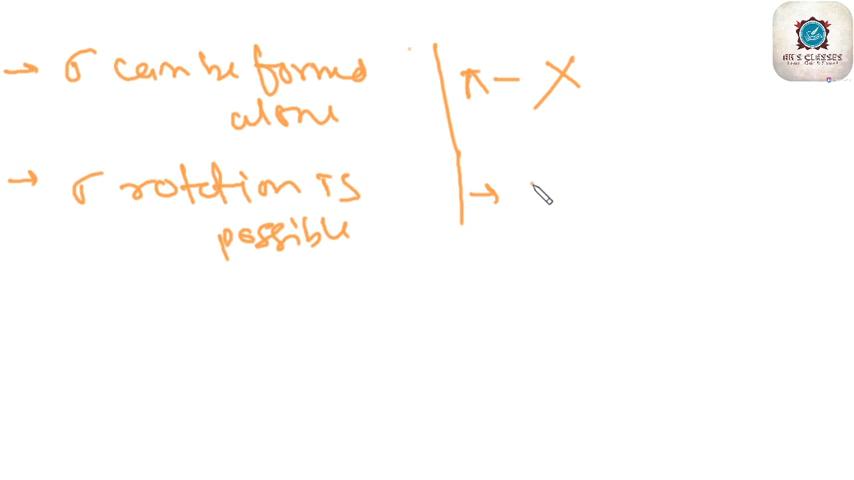 → σ can be formed
alone
→ σ rotation is
possible
π - X
→